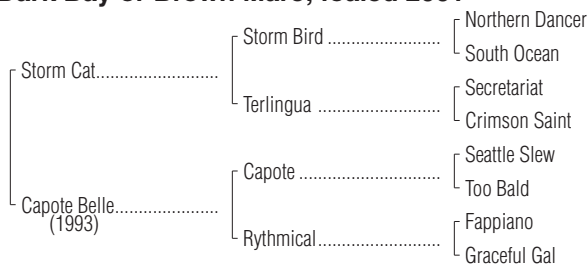 Northern Dancer
Storm Bird ........................
South Ocean
Storm Cat..........................
Secretariat
Terlingua ..........................
Crimson Saint
Seattle Slew
Capote ..............................
Too Bald
Capote Belle......................
(1993)
Fappiano
Rythmical..........................
Graceful Gal